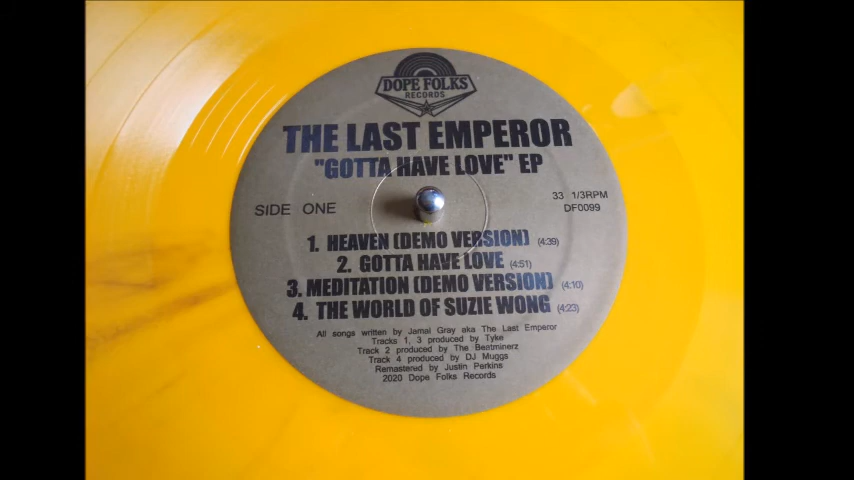 DOPE FOLKS
RECORDS
THE LAST EMPEROR
"GOTTA HAVE LOVE" EP
SIDE ONE
33 1/3RPM
DF0099
1. HEAVEN (DEMO VERSION) (4:39)
2. GOTTA HAVE LOVE (4:51)
3. MEDITATION (DEMO VERSION) (4:10)
4. THE WORLD OF SUZIE WONG (4:23)
All songs written by Jamal Gray aka The Last Emperor
Tracks 1, 3 produced by Tyke
Track 2 produced by The Beatminerz
Track 4 produced by DJ Muggs
Remastered by Justin Perkins
2020 Dope Folks Records